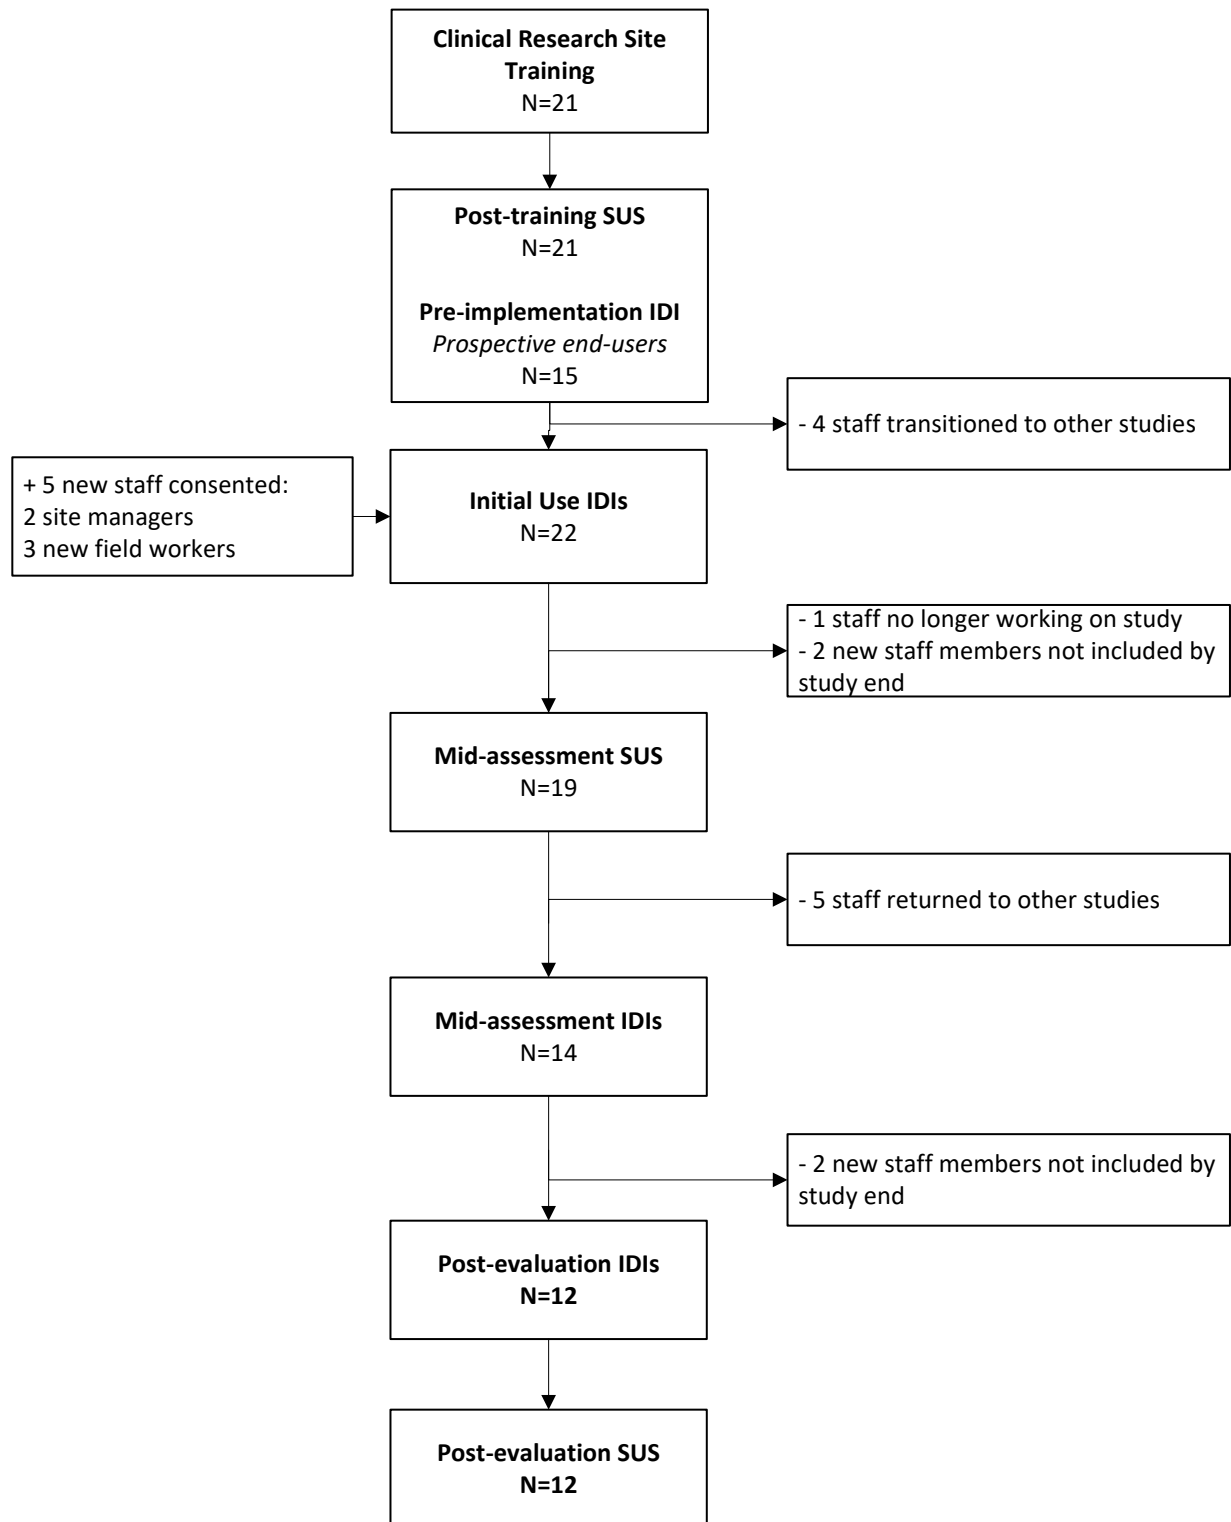 Clinical Research Site
Training
N=21
Post-training SUS
N=21
Pre-implementation IDI
Prospective end-users
N=15
- 4 staff transitioned to other studies
+ 5 new staff consented:
2 site managers
3 new field workers
Initial Use IDIs
N=22
- 1 staff no longer working on study
- 2 new staff members not included by
study end
Mid-assessment SUS
N=19
- 5 staff returned to other studies
Mid-assessment IDIs
N=14
- 2 new staff members not included by
study end
Post-evaluation IDIs
N=12
Post-evaluation SUS
N=12